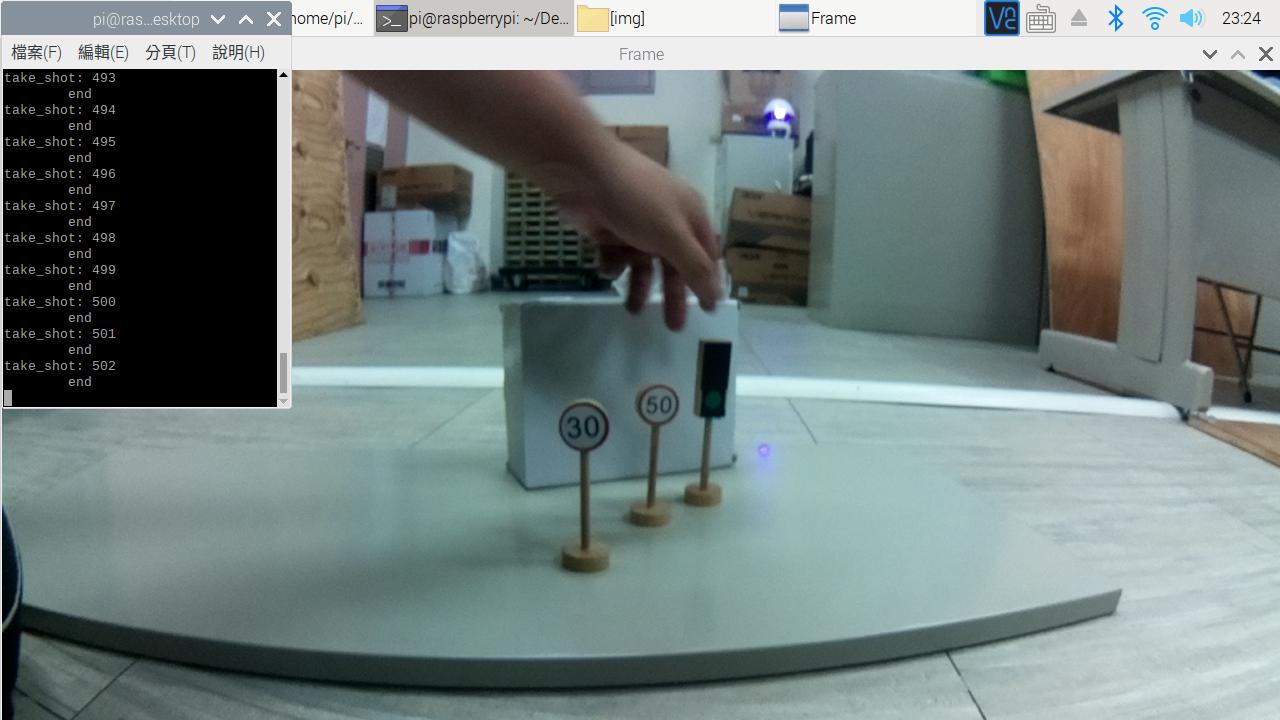 pi@ras...esktop
home/pi/...
pi@raspberrypi: ~/De...
[img]
Frame
23:24
檔案(F) 編輯(E) 分頁(T) 說明(H)
Frame
take_shot: 493
end
take_shot: 494
end
take_shot: 495
end
take_shot: 496
end
take_shot: 497
end
take_shot: 498
end
take_shot: 499
end
take_shot: 500
end
take_shot: 501
end
take_shot: 502
end
30
50